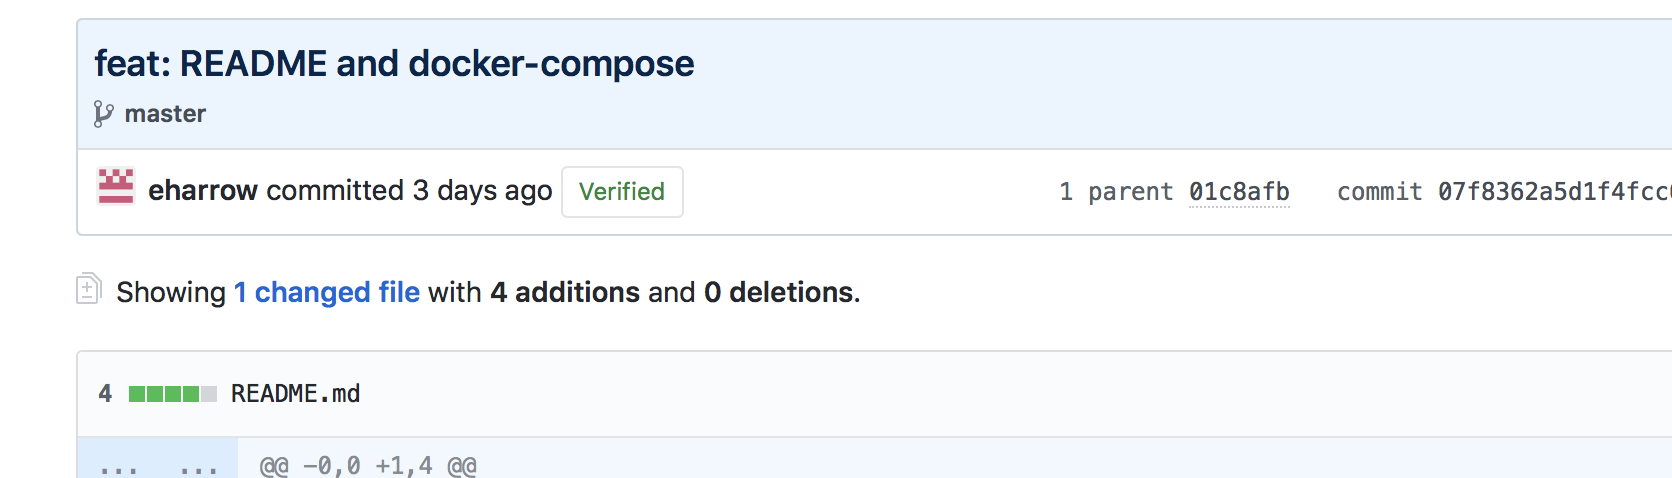 feat: README and docker-compose
master
eharrow committed 3 days ago Verified 1 parent 01c8afb commit 07f8362a5d1f4fcc
Showing 1 changed file with 4 additions and 0 deletions.
4 README.md
... ... @@ -0,0 +1,4 @@